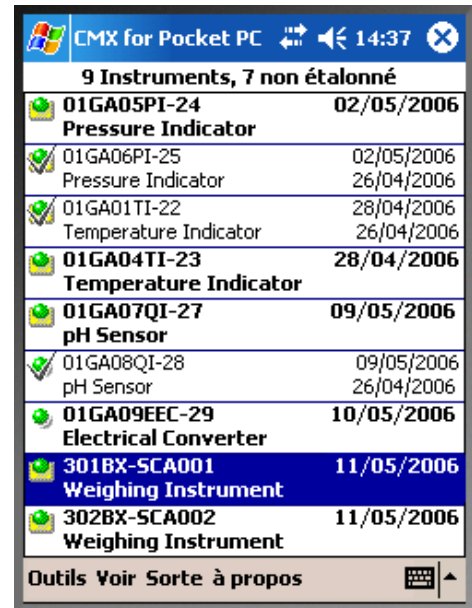 CMX for Pocket PC 14:37
9 Instruments, 7 non étalonné
01GA05PI-24 02/05/2006
Pressure Indicator
01GA06PI-25 02/05/2006
Pressure Indicator 26/04/2006
01GA01TI-22 28/04/2006
Temperature Indicator 26/04/2006
01GA04TI-23 28/04/2006
Temperature Indicator
01GA07QI-27 09/05/2006
pH Sensor
01GA08QI-28 09/05/2006
pH Sensor 26/04/2006
01GA09EEC-29 10/05/2006
Electrical Converter
301BX-SCA001 11/05/2006
Weighing Instrument
302BX-SCA002 11/05/2006
Weighing Instrument
Outils Voir Sorte à propos